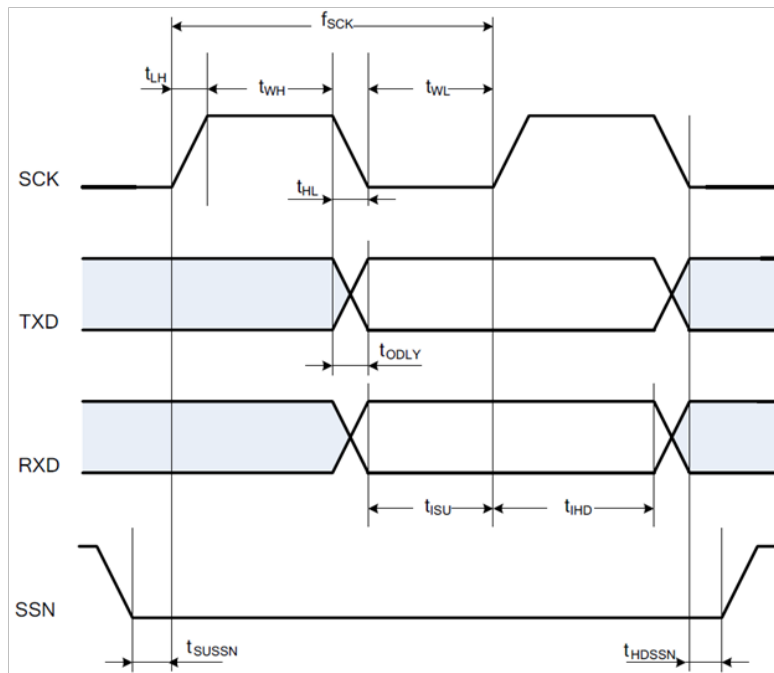 fSCK
tLH
tWH
tWL
SCK
tHL
TXD
tODLY
RXD
tISU
tIHD
SSN
tSUSSN
tHDSSN